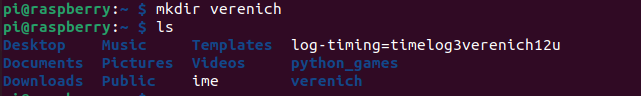 pi@raspberry:~ $ mkdir verenich
pi@raspberry:~ $ ls
Desktop Music Templates log-timing=timelog3verenich12u
Documents Pictures Videos python_games
Downloads Public ime verenich